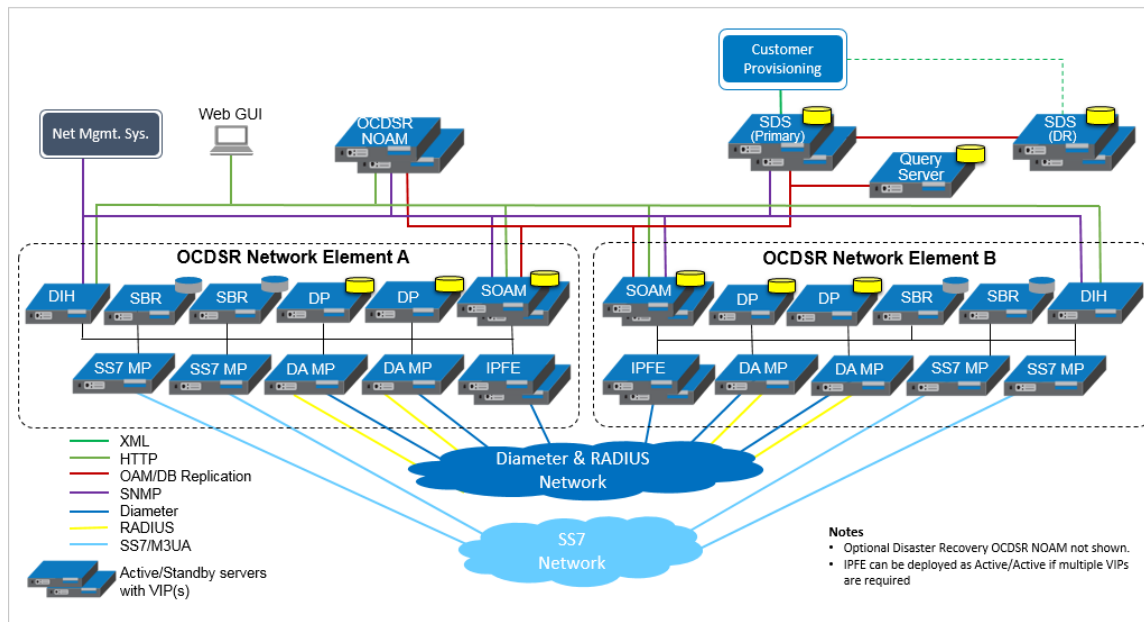 Customer
Provisioning
Net Mgmt. Sys.
Web GUI
OCDSR
NOAM
SDS
(Primary)
SDS
(DR)
Query
Server
OCDSR Network Element A
OCDSR Network Element B
DIH
SBR
SBR
DP
DP
SOAM
SOAM
DP
DP
SBR
SBR
DIH
SS7 MP
SS7 MP
DA MP
DA MP
IPFE
IPFE
DA MP
DA MP
SS7 MP
SS7 MP
XML
HTTP
OAM/DB Replication
SNMP
Diameter
RADIUS
SS7/M3UA
Active/Standby servers
with VIP(s)
Diameter & RADIUS
Network
SS7
Network
Notes
• Optional Disaster Recovery OCDSR NOAM not shown.
• IPFE can be deployed as Active/Active if multiple VIPs
are required